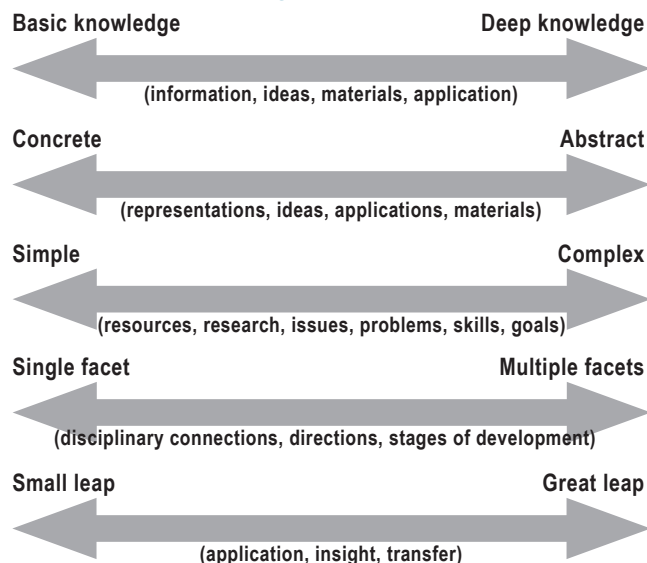 Basic knowledge Deep knowledge
(information, ideas, materials, application)
Concrete Abstract
(representations, ideas, applications, materials)
Simple Complex
(resources, research, issues, problems, skills, goals)
Single facet Multiple facets
(disciplinary connections, directions, stages of development)
Small leap Great leap
(application, insight, transfer)